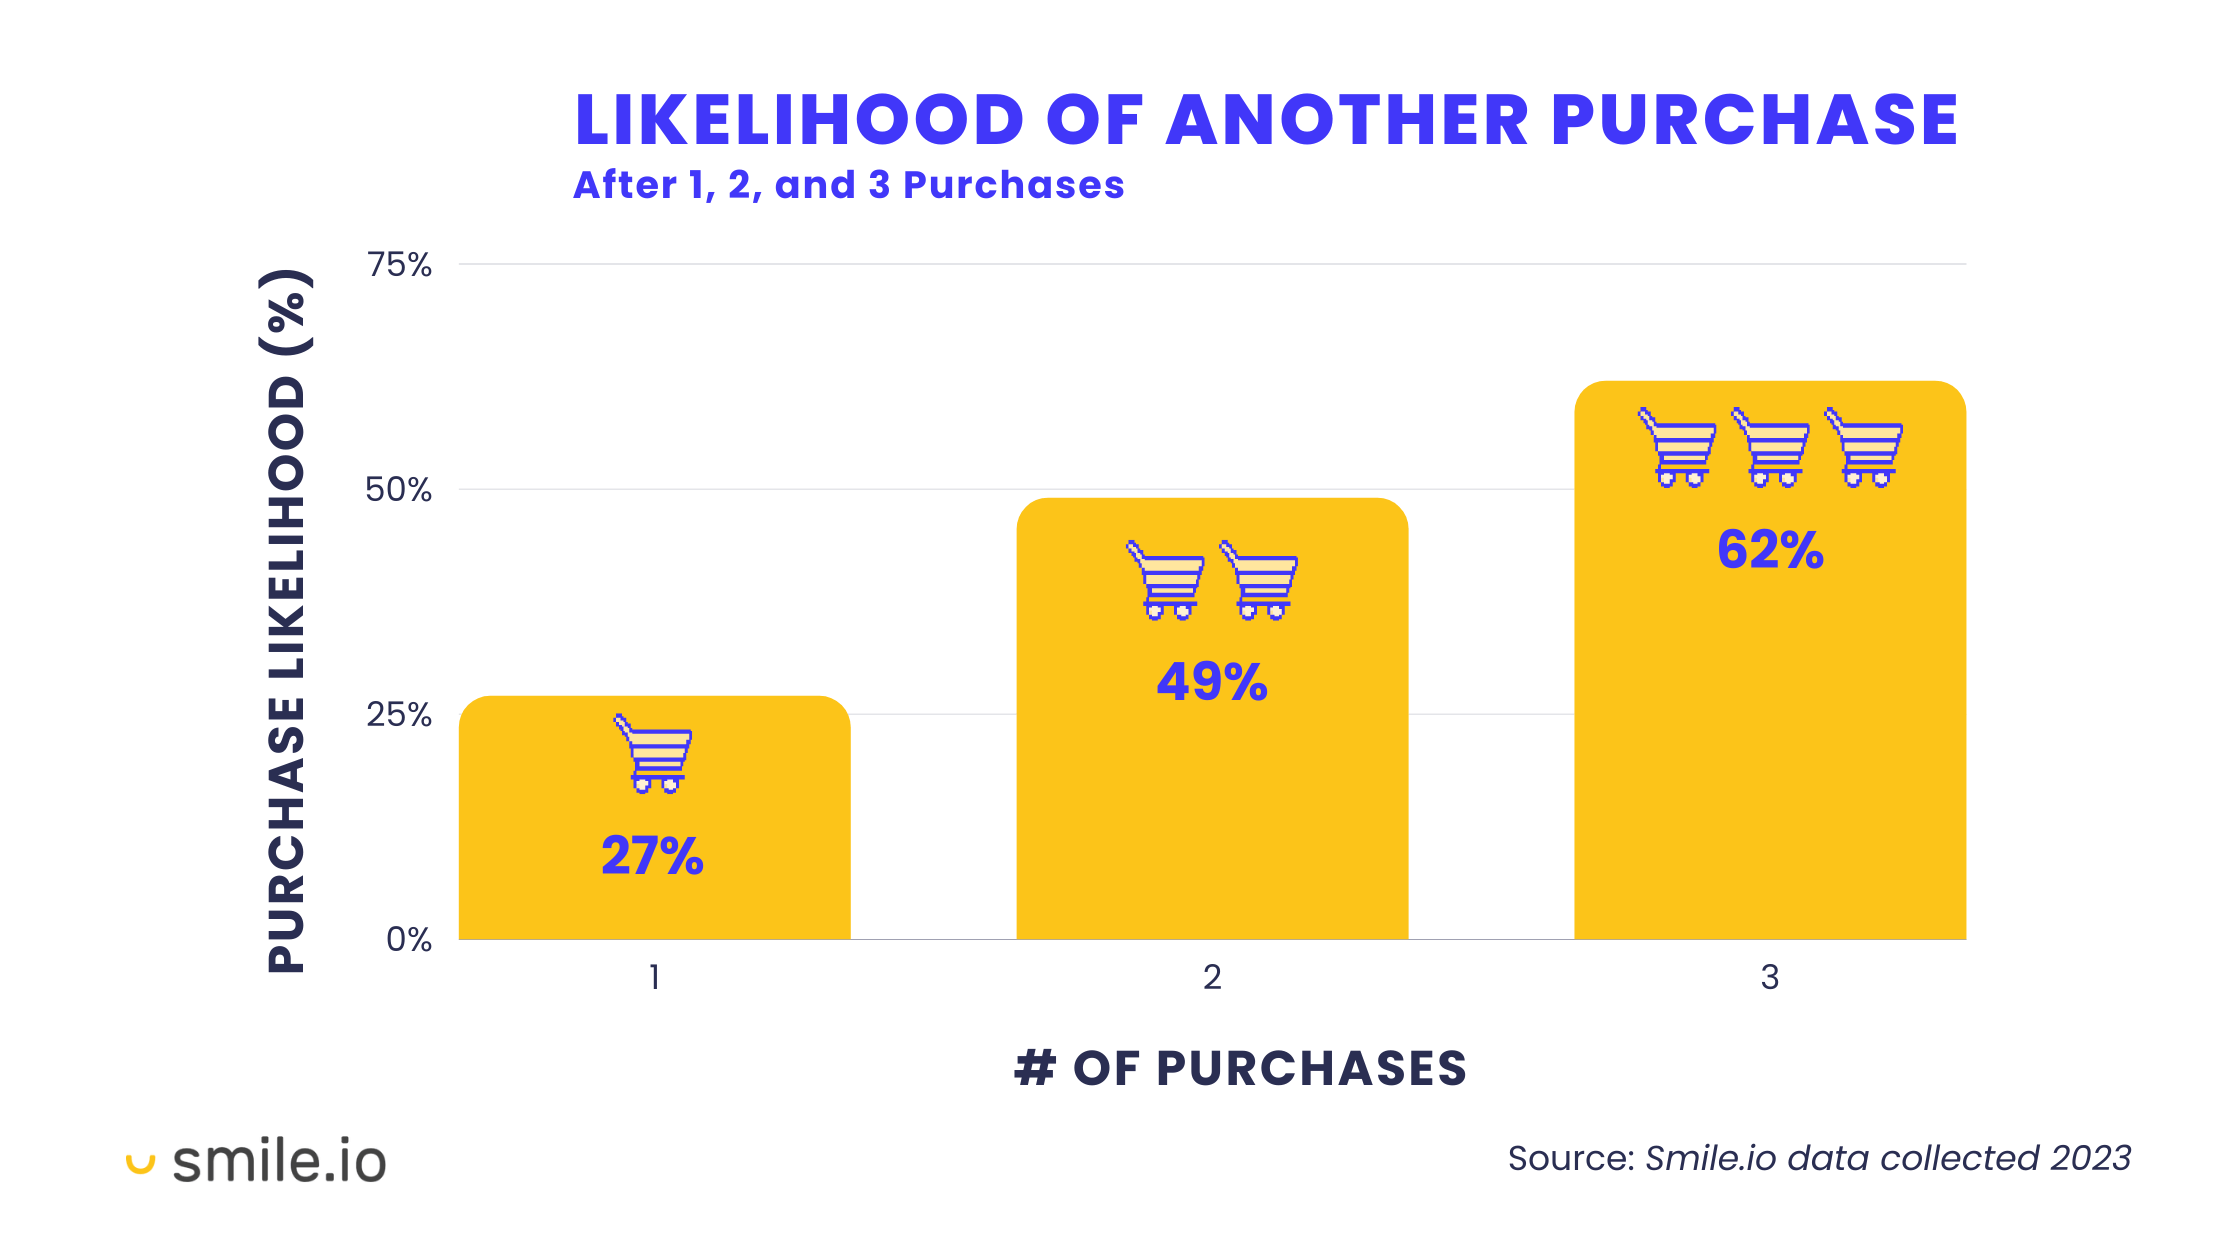 LIKELIHOOD OF ANOTHER PURCHASE
After 1, 2, and 3 Purchases
PURCHASE LIKELIHOOD (%)
75%
50%
25%
0%
27%
49%
62%
1
2
3
# OF PURCHASES
smile.io
Source: Smile.io data collected 2023